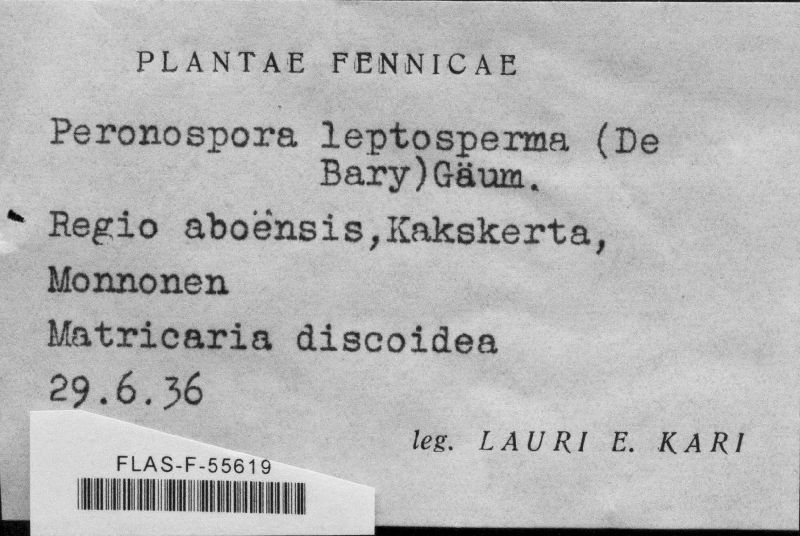 PLANTAE FENNICAE
Peronospora leptosperma (De
Bary)Gäum.
Regio aboënsis,Kakskerta,
Monnonen
Matricaria discoidea
29.6.36
leg. LAURI E. KARI
FLAS-F-55619